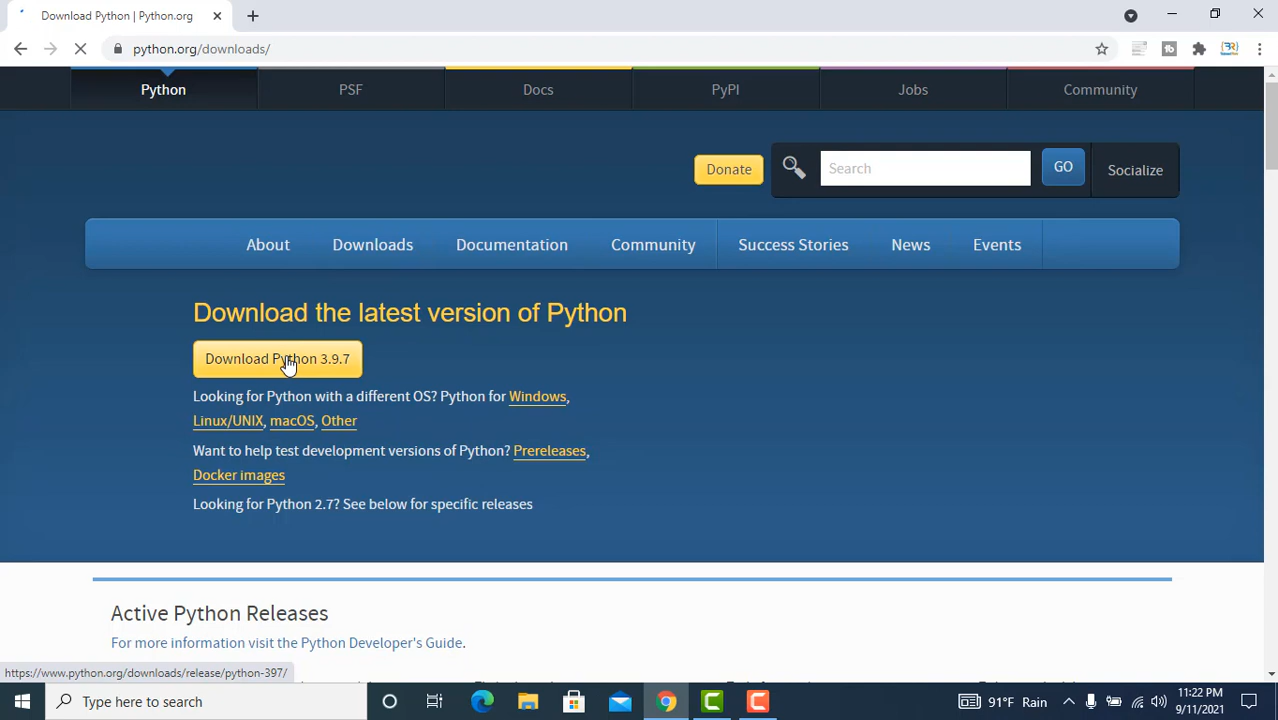 Download Python | Python.org
python.org/downloads/
Python PSF Docs PyPI Jobs Community
Donate Search GO Socialize
About Downloads Documentation Community Success Stories News Events
Download the latest version of Python
Download Python 3.9.7
Looking for Python with a different OS? Python for Windows,
Linux/UNIX, macOS, Other
Want to help test development versions of Python? Prereleases,
Docker images
Looking for Python 2.7? See below for specific releases
Active Python Releases
For more information visit the Python Developer's Guide.
https://www.python.org/downloads/release/python-397/
Type here to search
91°F Rain
11:22 PM
9/11/2021